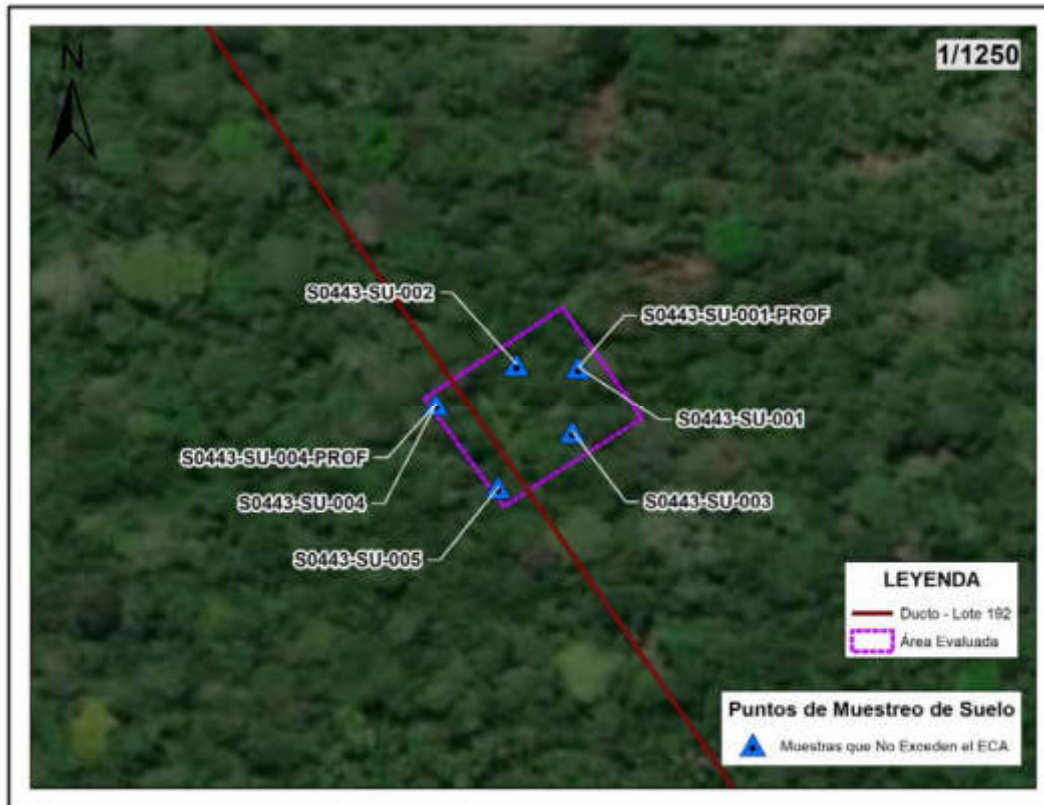 N
1/1250
S0443-SU-002
S0443-SU-001-PROF
S0443-SU-001
S0443-SU-004-PROF
S0443-SU-004
S0443-SU-003
S0443-SU-005
LEYENDA
Ducto - Lote 192
Área Evaluada
Puntos de Muestreo de Suelo
Muestras que No Exceden el ECA